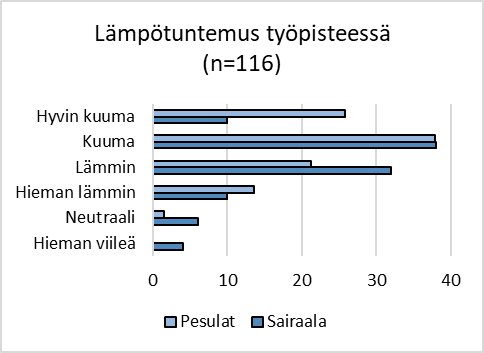 Lämpötuntemus työpisteessä
(n=116)
Hyvin kuuma
Kuuma
Lämmin
Hieman lämmin
Neutraali
Hieman viileä
0 10 20 30 40
Pesulat Sairaala